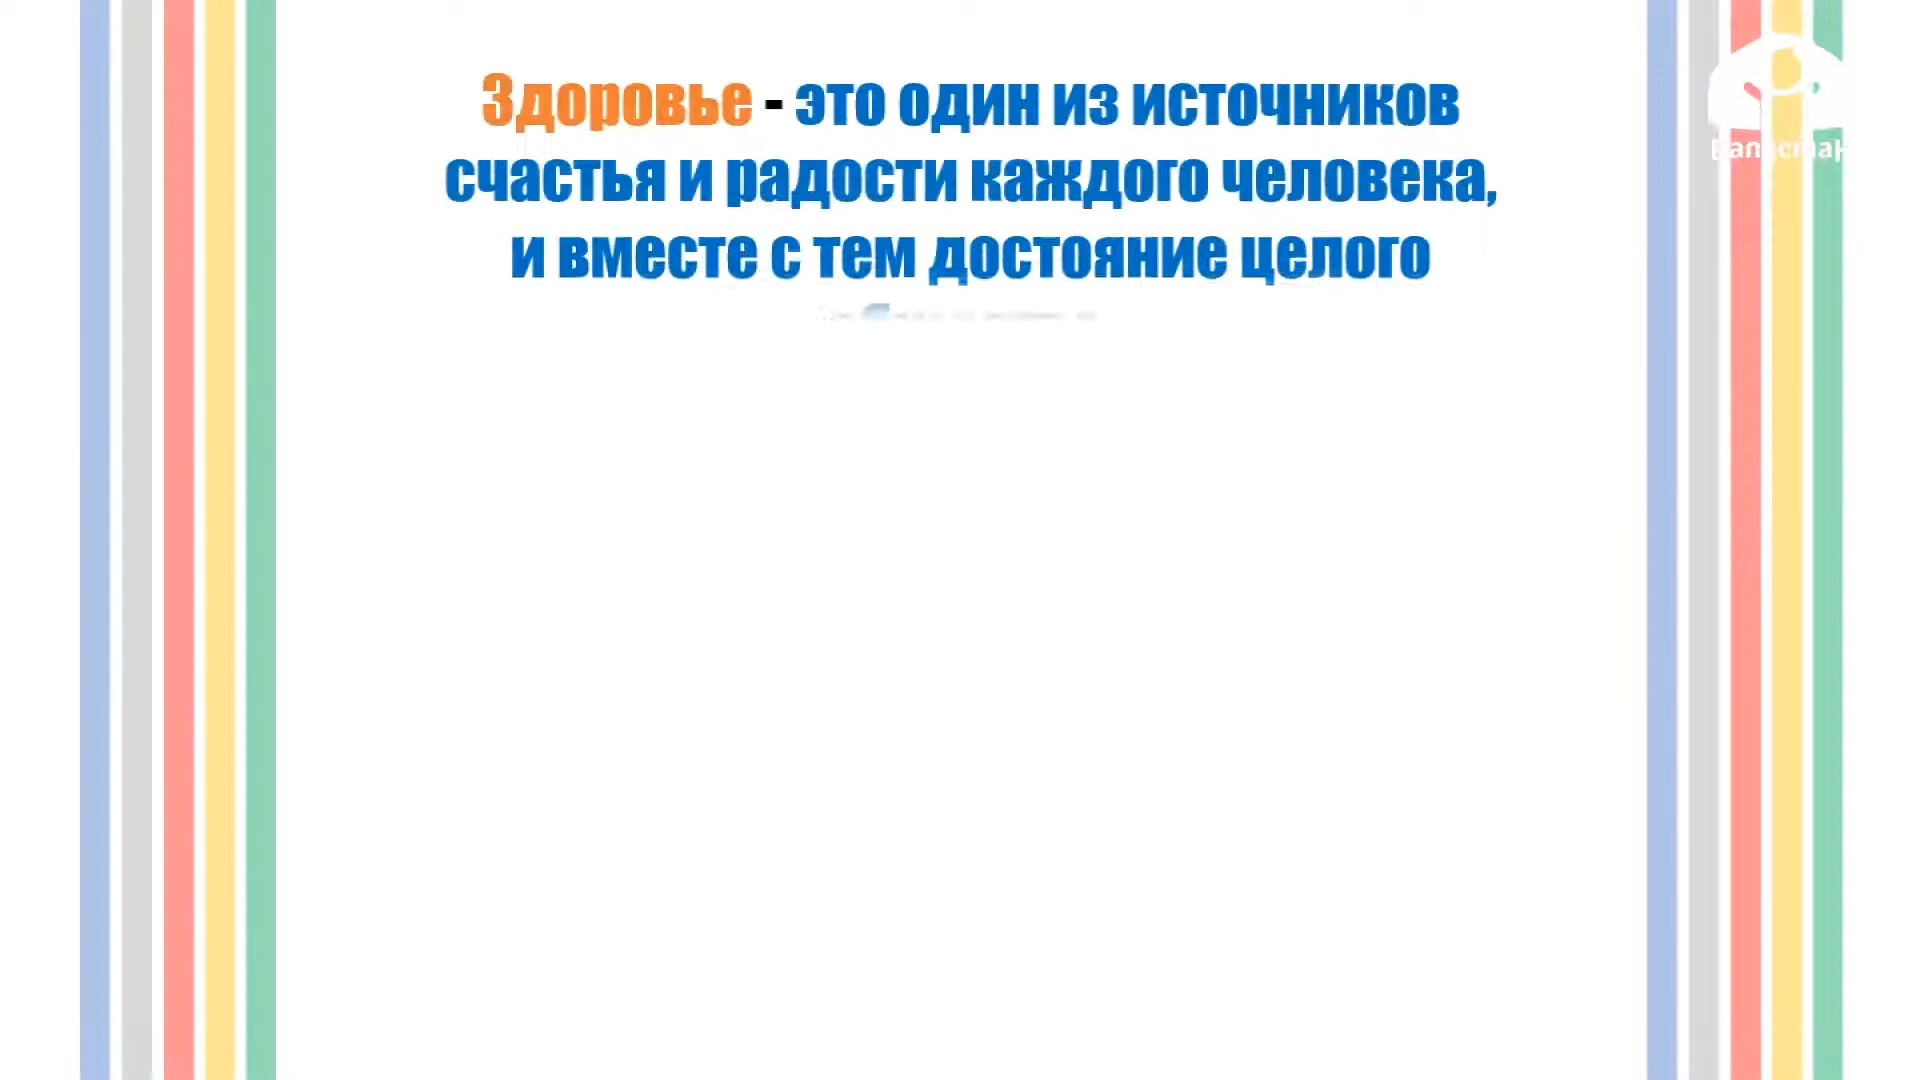 Здоровье - это один из источников
счастья и радости каждого человека,
и вместе с тем достояние целого